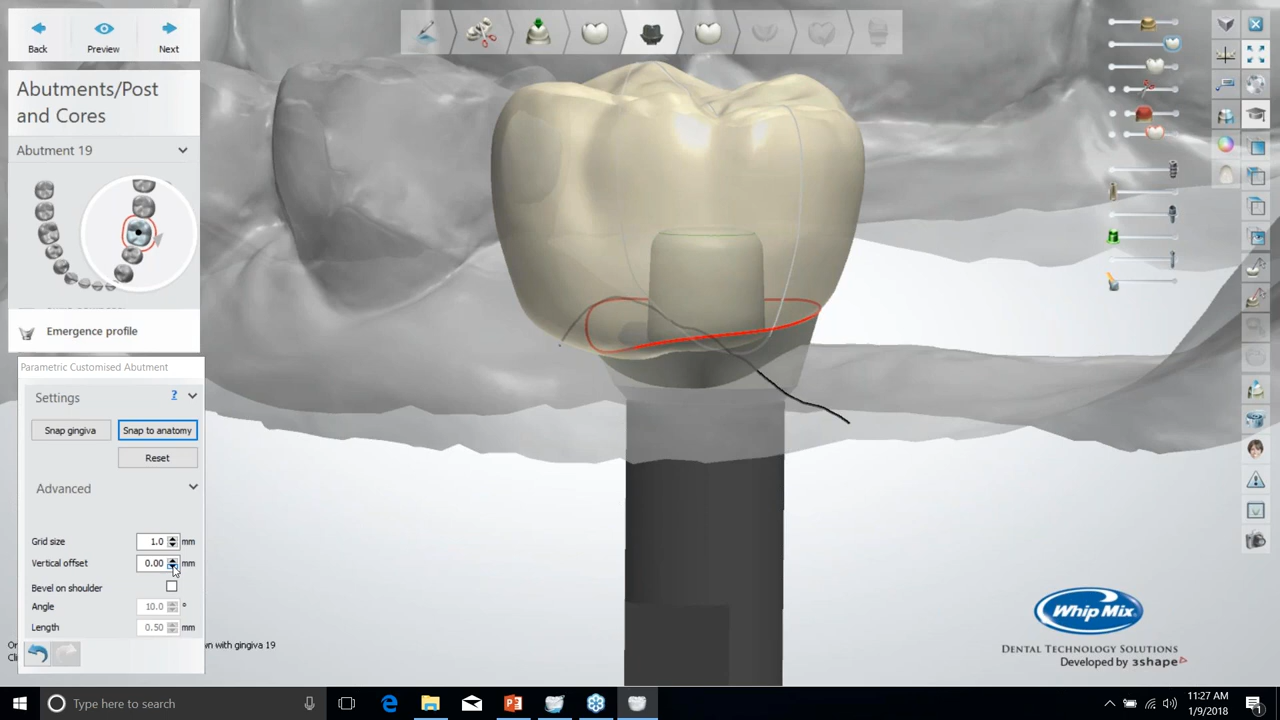 Back
Preview
Next
Abutments/Post
and Cores
Abutment 19
Emergence profile
Parametric Customised Abutment
Settings
?
Snap gingiva
Snap to anatomy
Reset
Advanced
Grid size
1.0
mm
Vertical offset
0.00
mm
Bevel on shoulder
Angle
10.0
°
Length
0.50
mm
wn with gingiva 19
Whip Mix
DENTAL TECHNOLOGY SOLUTIONS
Developed by 3shape
Type here to search
11:27 AM
1/9/2018
1